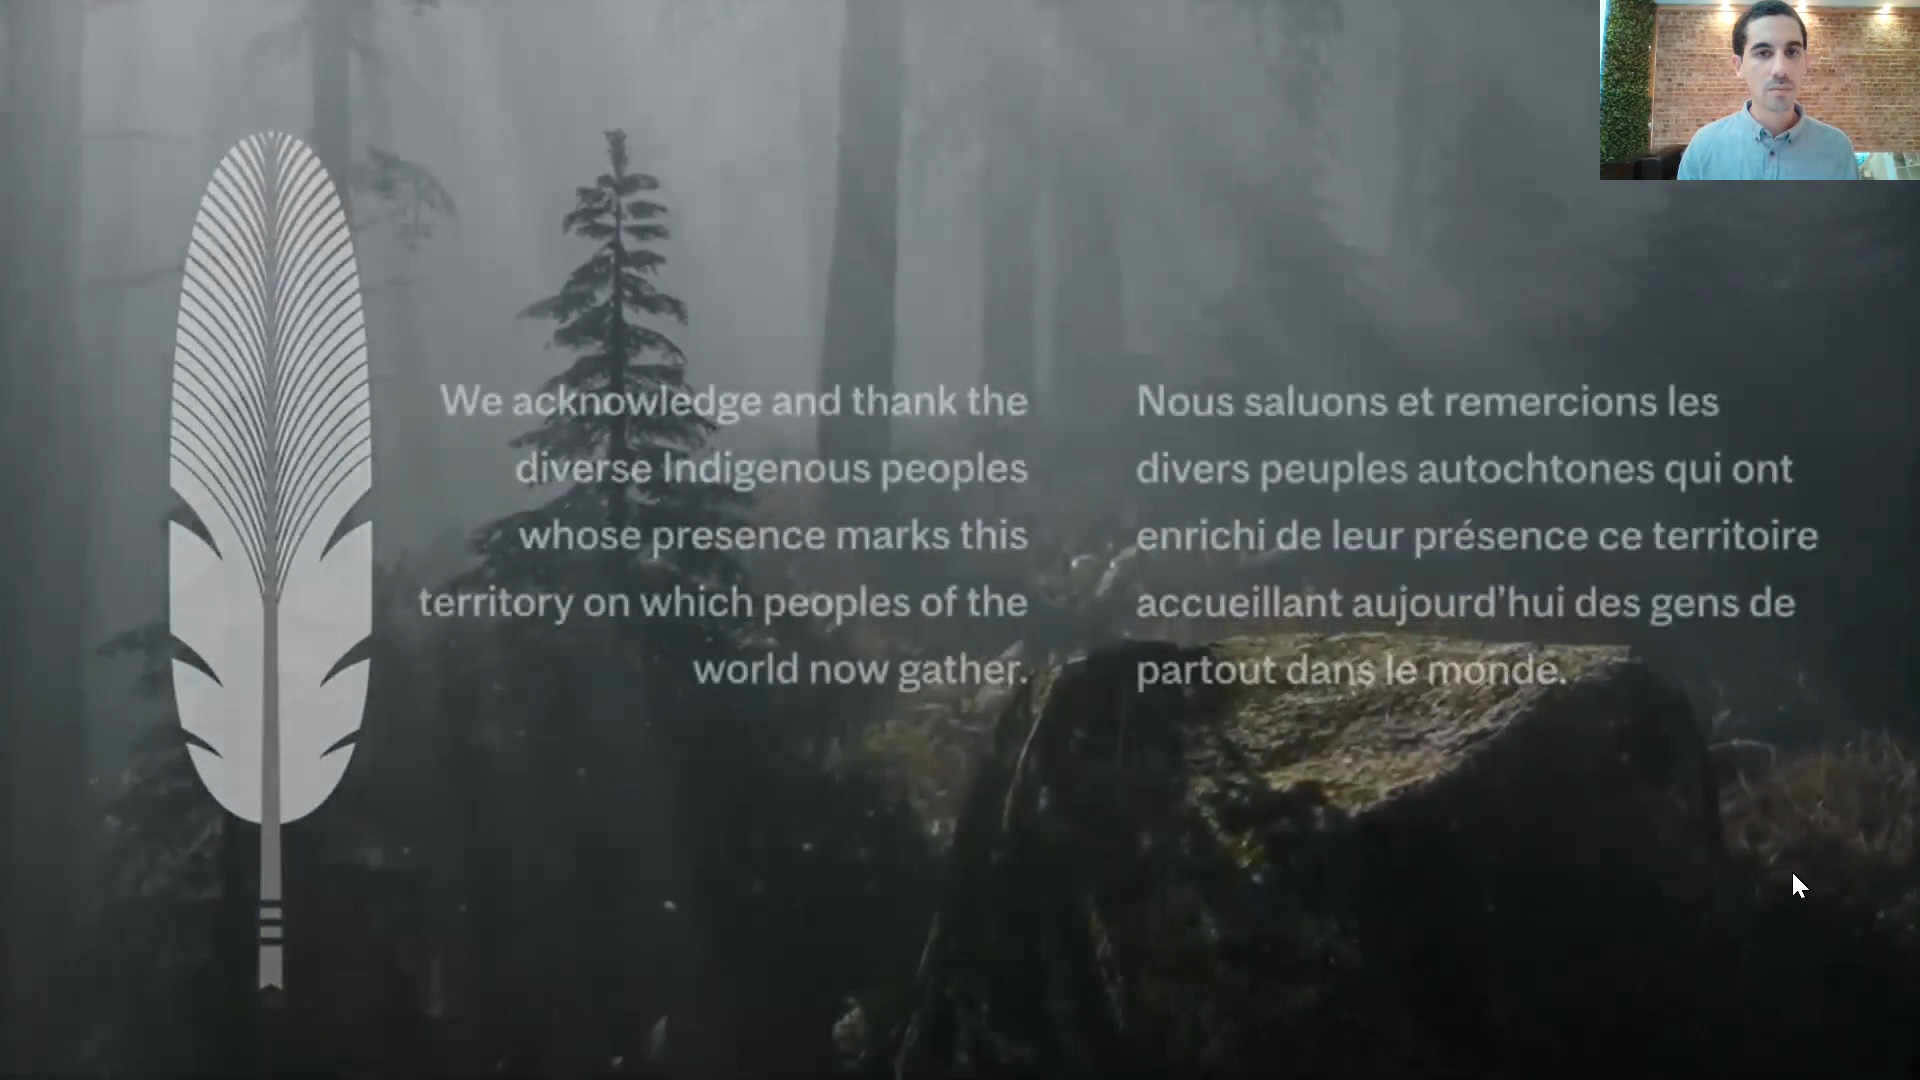 We acknowledge and thank the
diverse Indigenous peoples
whose presence marks this
territory on which peoples of the
world now gather.
Nous saluons et remercions les
divers peuples autochtones qui ont
enrichi de leur présence ce territoire
accueillant aujourd’hui des gens de
partout dans le monde.